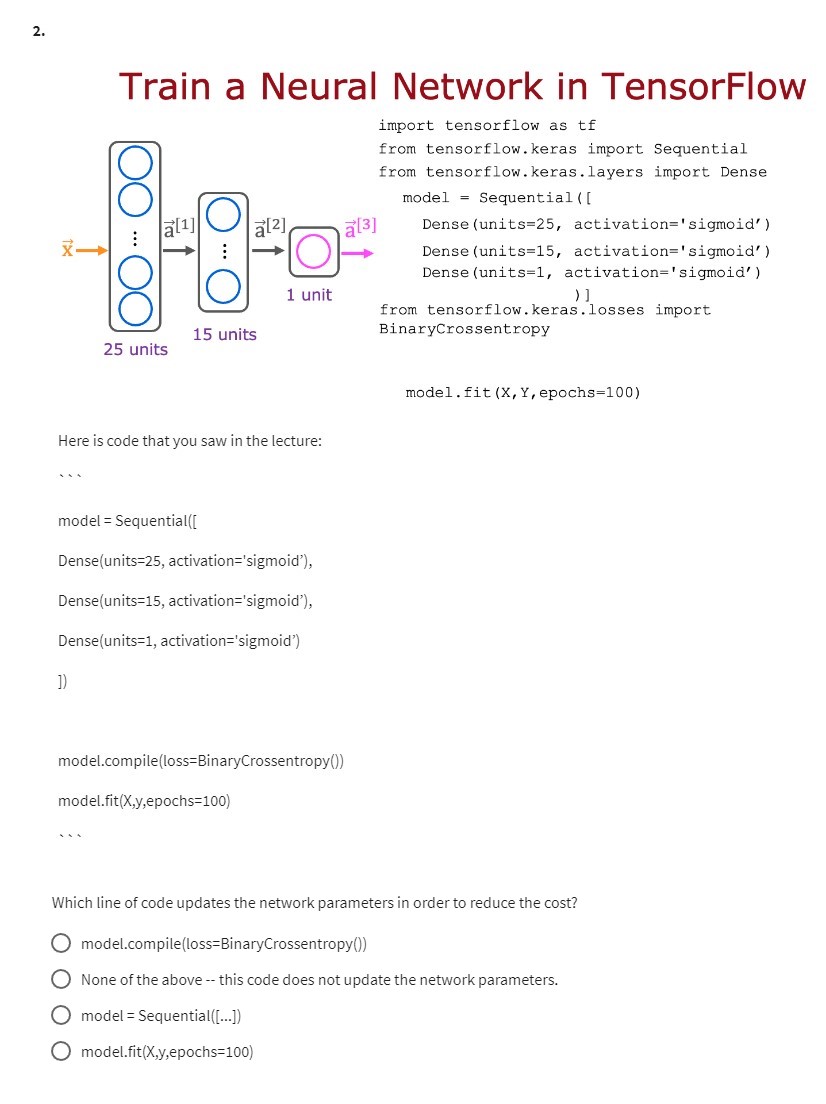 2.
Train a Neural Network in TensorFlow
import tensorflow as tf
from tensorflow.keras import Sequential
from tensorflow.keras.layers import Dense
model = Sequential([
Dense(units=25, activation='sigmoid’)
Dense(units=15, activation='sigmoid’)
Dense(units=1, activation='sigmoid’)
)]
from tensorflow.keras.losses import
BinaryCrossentropy
model.fit(X,Y,epochs=100)
x⃗
a⃗[1]
a⃗[2]
a⃗[3]
1 unit
15 units
25 units
Here is code that you saw in the lecture:
```
model = Sequential([
Dense(units=25, activation='sigmoid’),
Dense(units=15, activation='sigmoid’),
Dense(units=1, activation='sigmoid’)
])
model.compile(loss=BinaryCrossentropy())
model.fit(X,y,epochs=100)
```
Which line of code updates the network parameters in order to reduce the cost?
model.compile(loss=BinaryCrossentropy())
None of the above -- this code does not update the network parameters.
model = Sequential([...])
model.fit(X,y,epochs=100)